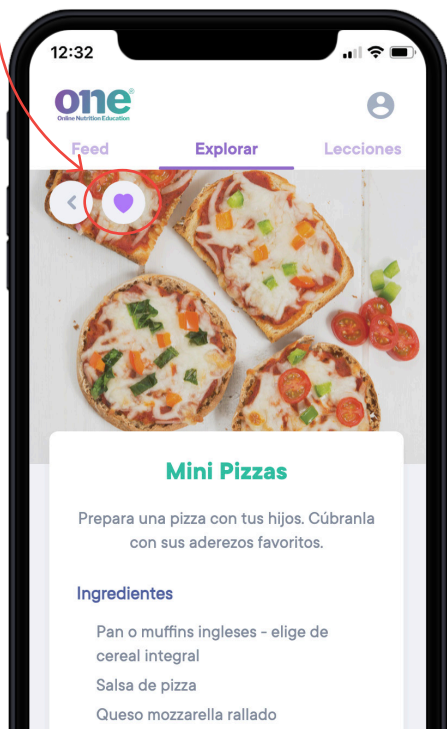 12:32
one®
Online Nutrition Education
Feed
Explorar
Lecciones
Mini Pizzas
Prepara una pizza con tus hijos. Cúbranla
con sus aderezos favoritos.
Ingredientes
Pan o muffins ingleses - elige de
cereal integral
Salsa de pizza
Queso mozzarella rallado